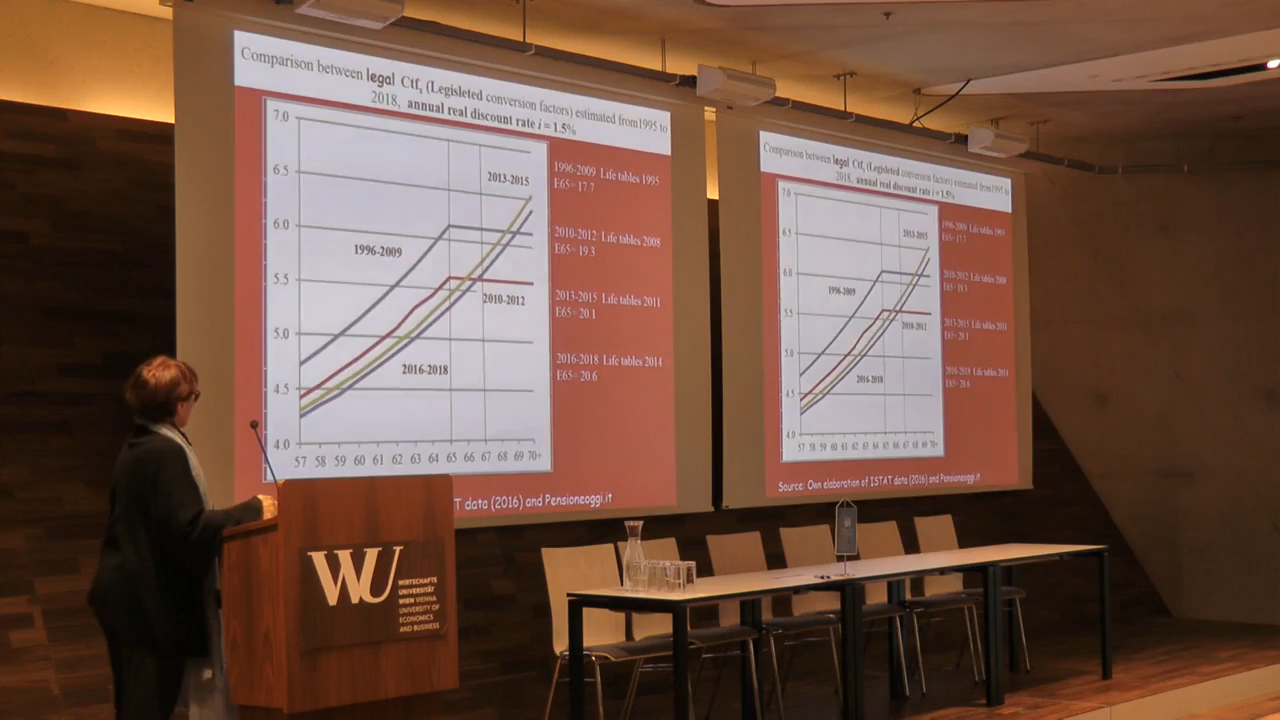 Comparison between legal Ctfx (Legisleted conversion factors) estimated from1995 to
2018, annual real discount rate i = 1.5%
7.0
6.5
6.0
5.5
5.0
4.5
4.0
2013-2015
1996-2009
2010-2012
2016-2018
57 58 59 60 61 62 63 64 65 66 67 68 69 70+
1996-2009 Life tables 1995
E65= 17.7
2010-2012: Life tables 2008
E65= 19.3
2013-2015 Life tables 2011
E65= 20.1
2016-2018 Life tables 2014
E65= 20.6
T data (2016) and Pensioneoggi.it
Comparison between legal Ctfx (Legisleted conversion factors) estimated from1995 to
2018, annual real discount rate i = 1.5%
7.0
6.5
6.0
5.5
5.0
4.5
4.0
2013-2015
1996-2009
2010-2012
2016-2018
57 58 59 60 61 62 63 64 65 66 67 68 69 70+
1996-2009 Life tables 1995
E65= 17.7
2010-2012: Life tables 2008
E65= 19.3
2013-2015 Life tables 2011
E65= 20.1
2016-2018 Life tables 2014
E65= 20.6
Source: Own elaboration of ISTAT data (2016) and Pensioneoggi.it
WU
WIRTSCHAFTS
UNIVERSITÄT
WIEN VIENNA
UNIVERSITY OF
ECONOMICS
AND BUSINESS